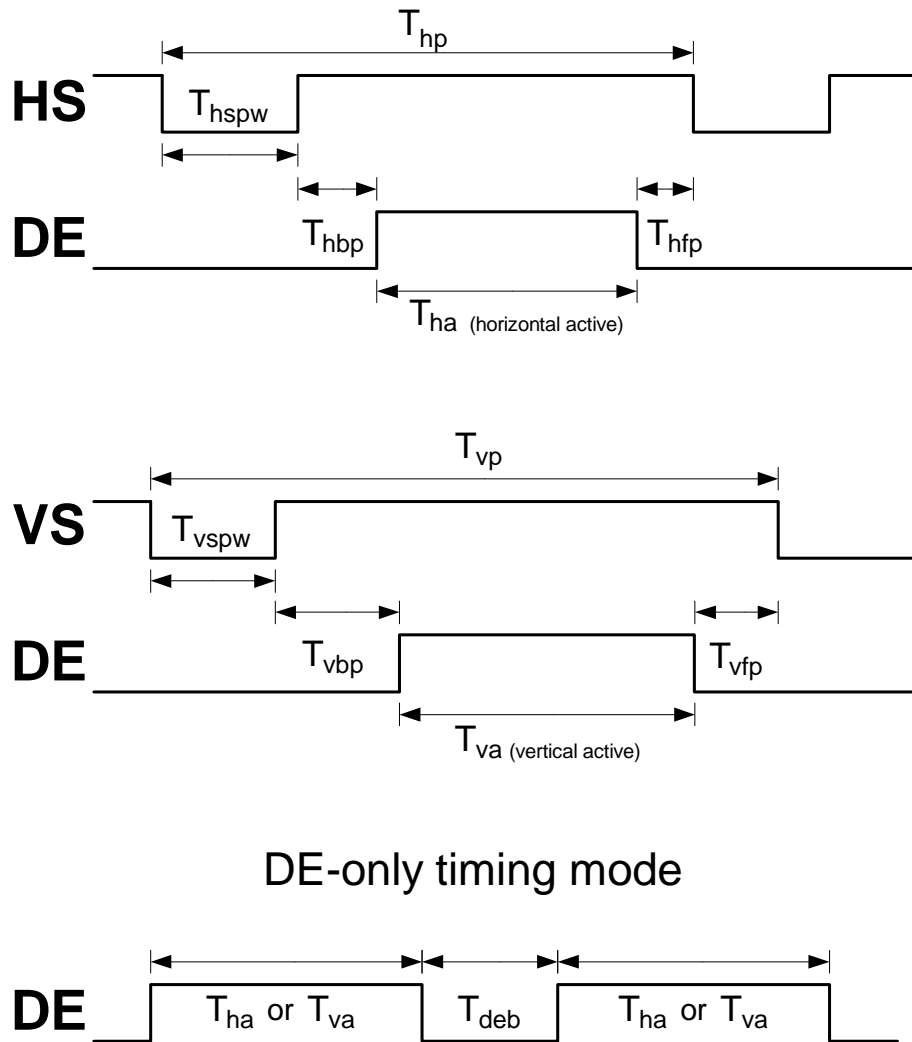 Thp
HS
Thspw
DE
Thbp
Thfp
Tha (horizontal active)
Tvp
VS
Tvspw
DE
Tvbp
Tvfp
Tva (vertical active)
DE-only timing mode
DE
Tha or Tva
Tdeb
Tha or Tva